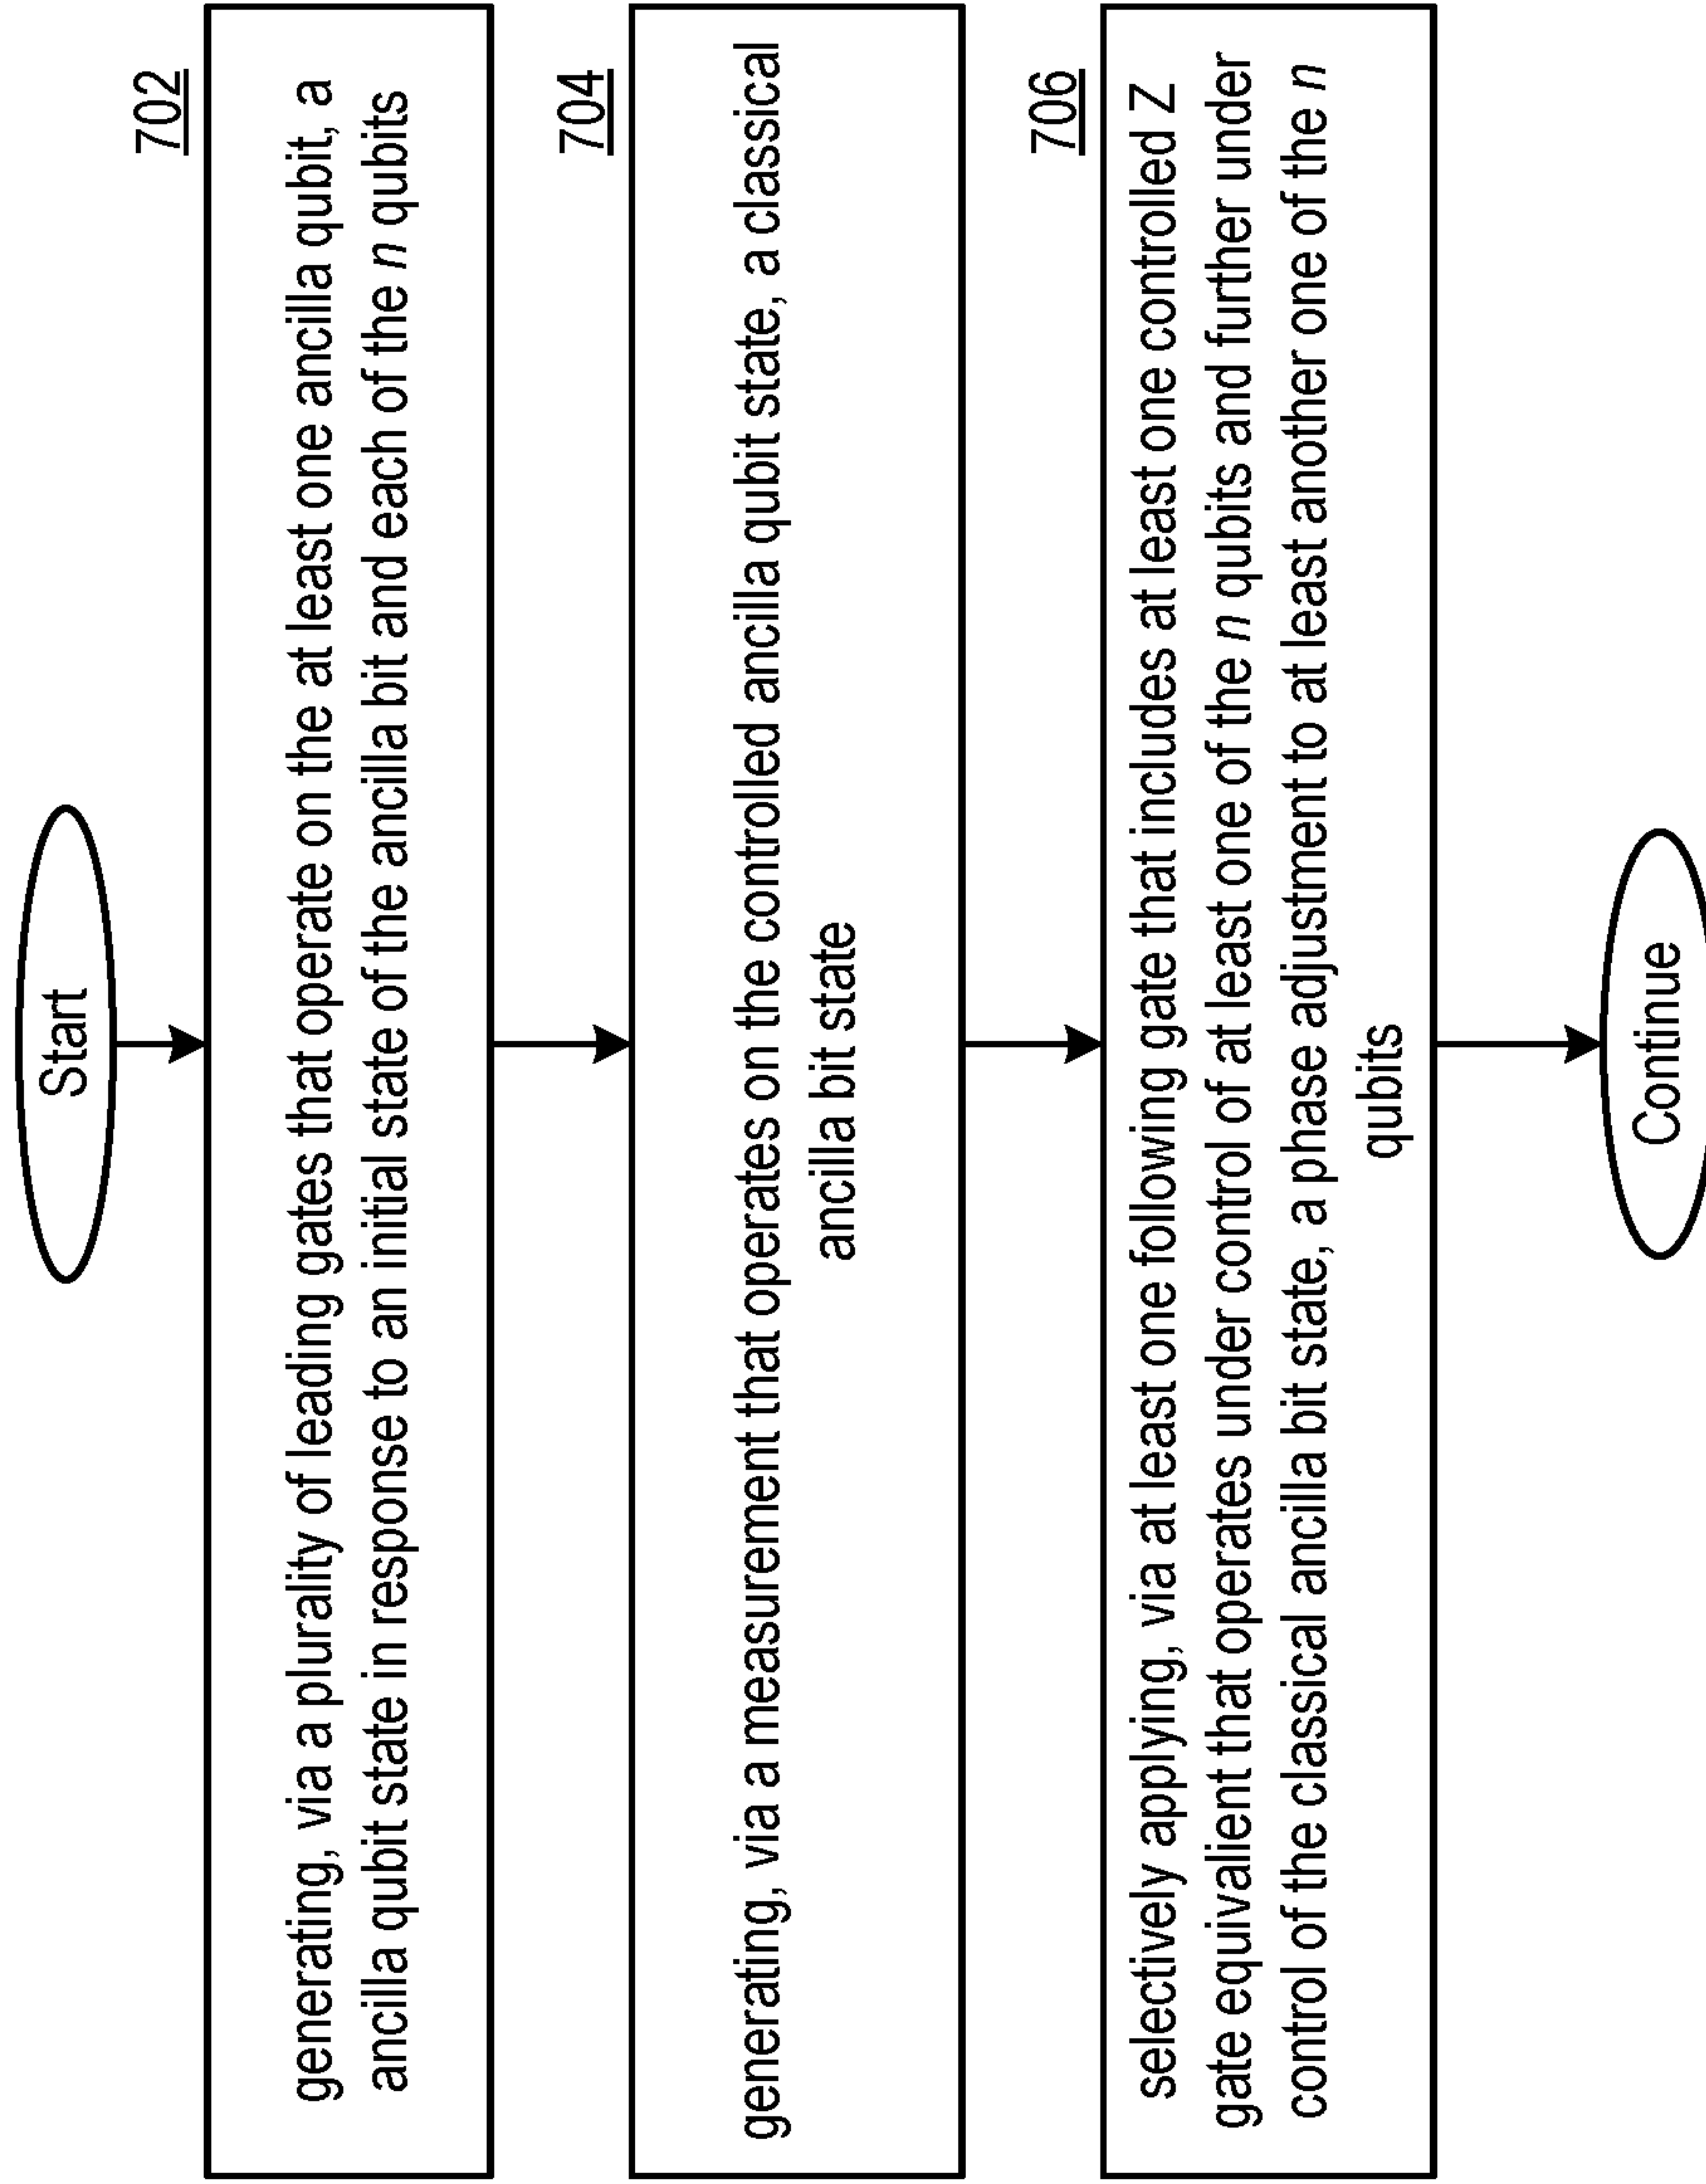 Start
702
generating, via a plurality of leading gates that operate on the at least one ancilla qubit, a
ancilla qubit state in response to an initial state of the ancilla bit and each of the n qubits
704
generating, via a measurement that operates on the controlled ancilla qubit state, a classical
ancilla bit state
706
selectively applying, via at least one following gate that includes at least one controlled Z
gate equivalient that operates under control of at least one of the n qubits and further under
control of the classical ancilla bit state, a phase adjustment to at least another one of the n
qubits
Continue